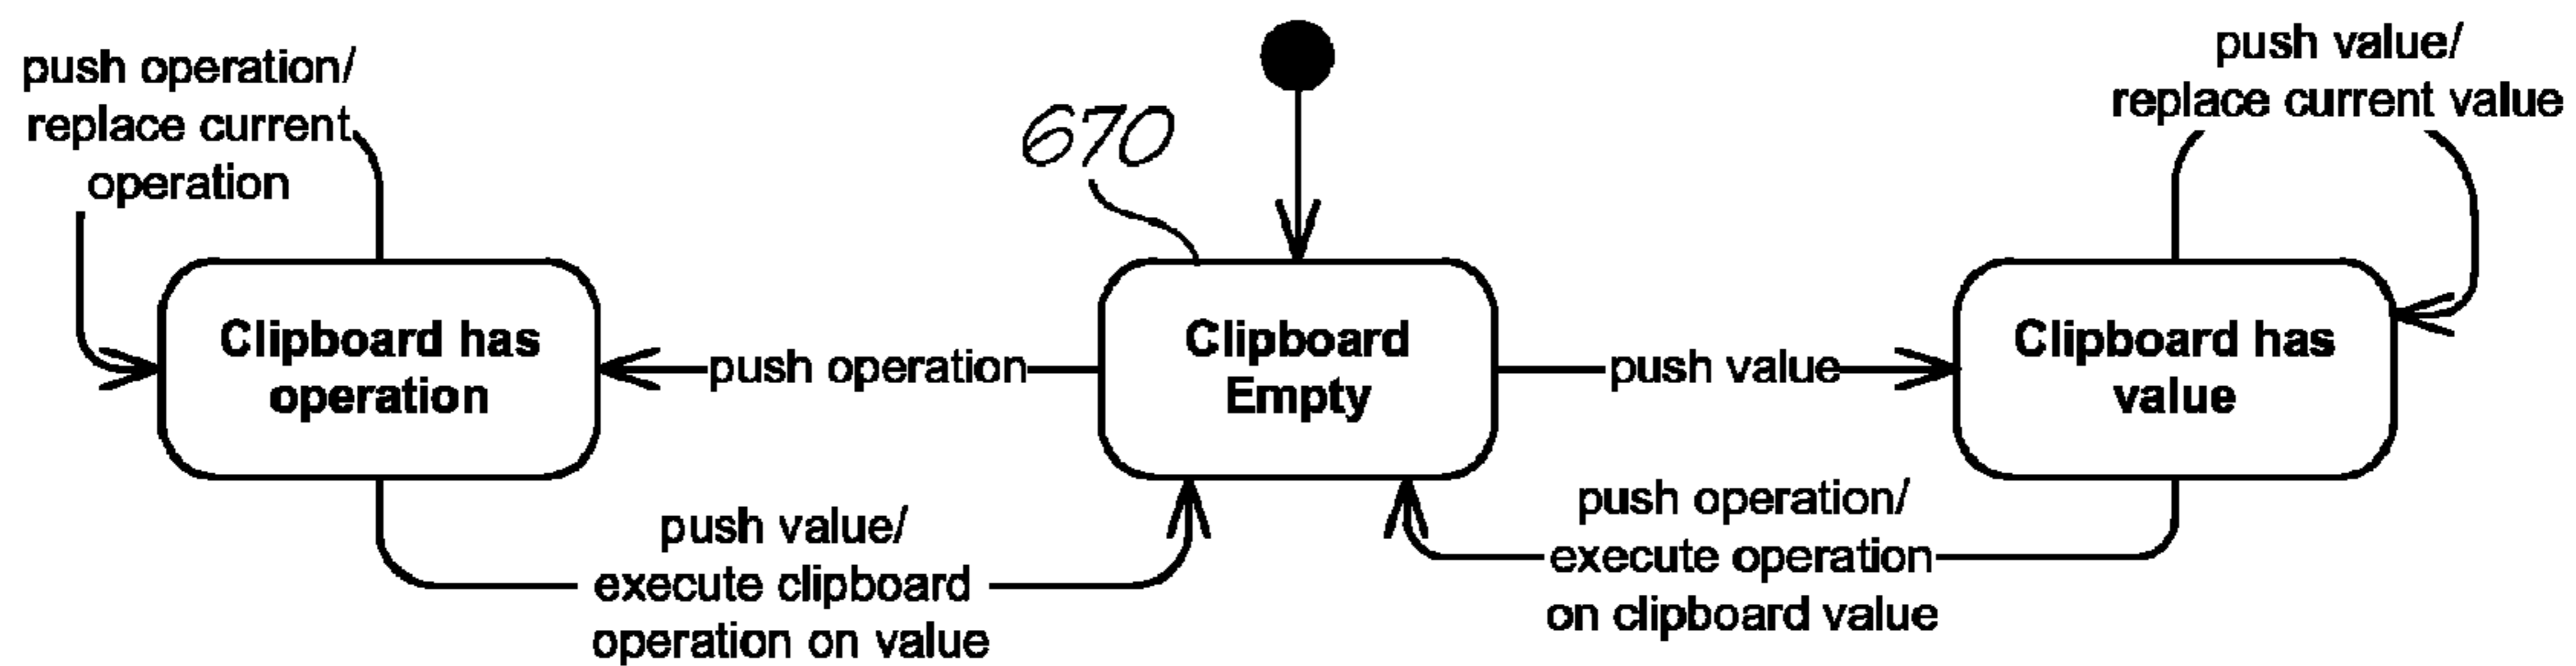 push operation/
replace current
operation
670
push value/
replace current value
Clipboard has
operation
push operation
Clipboard
Empty
push value
Clipboard has
value
push value/
execute clipboard
operation on value
push operation/
execute operation
on clipboard value